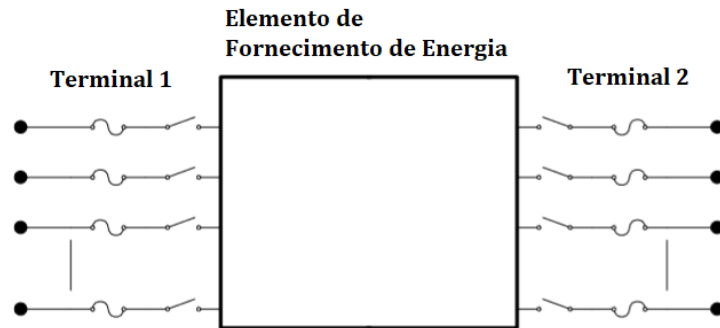 Elemento de
Fornecimento de Energia
Terminal 1
Terminal 2